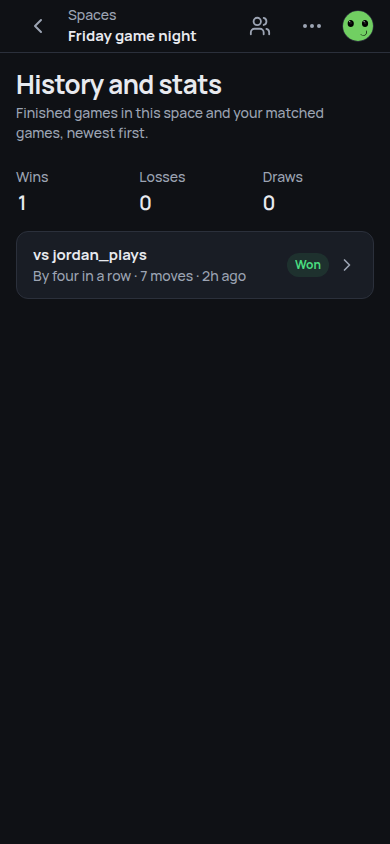 Spaces
Friday game night
History and stats
Finished games in this space and your matched
games, newest first.
Wins
Losses
Draws
1
0
0
vs jordan_plays
By four in a row · 7 moves · 2h ago
Won